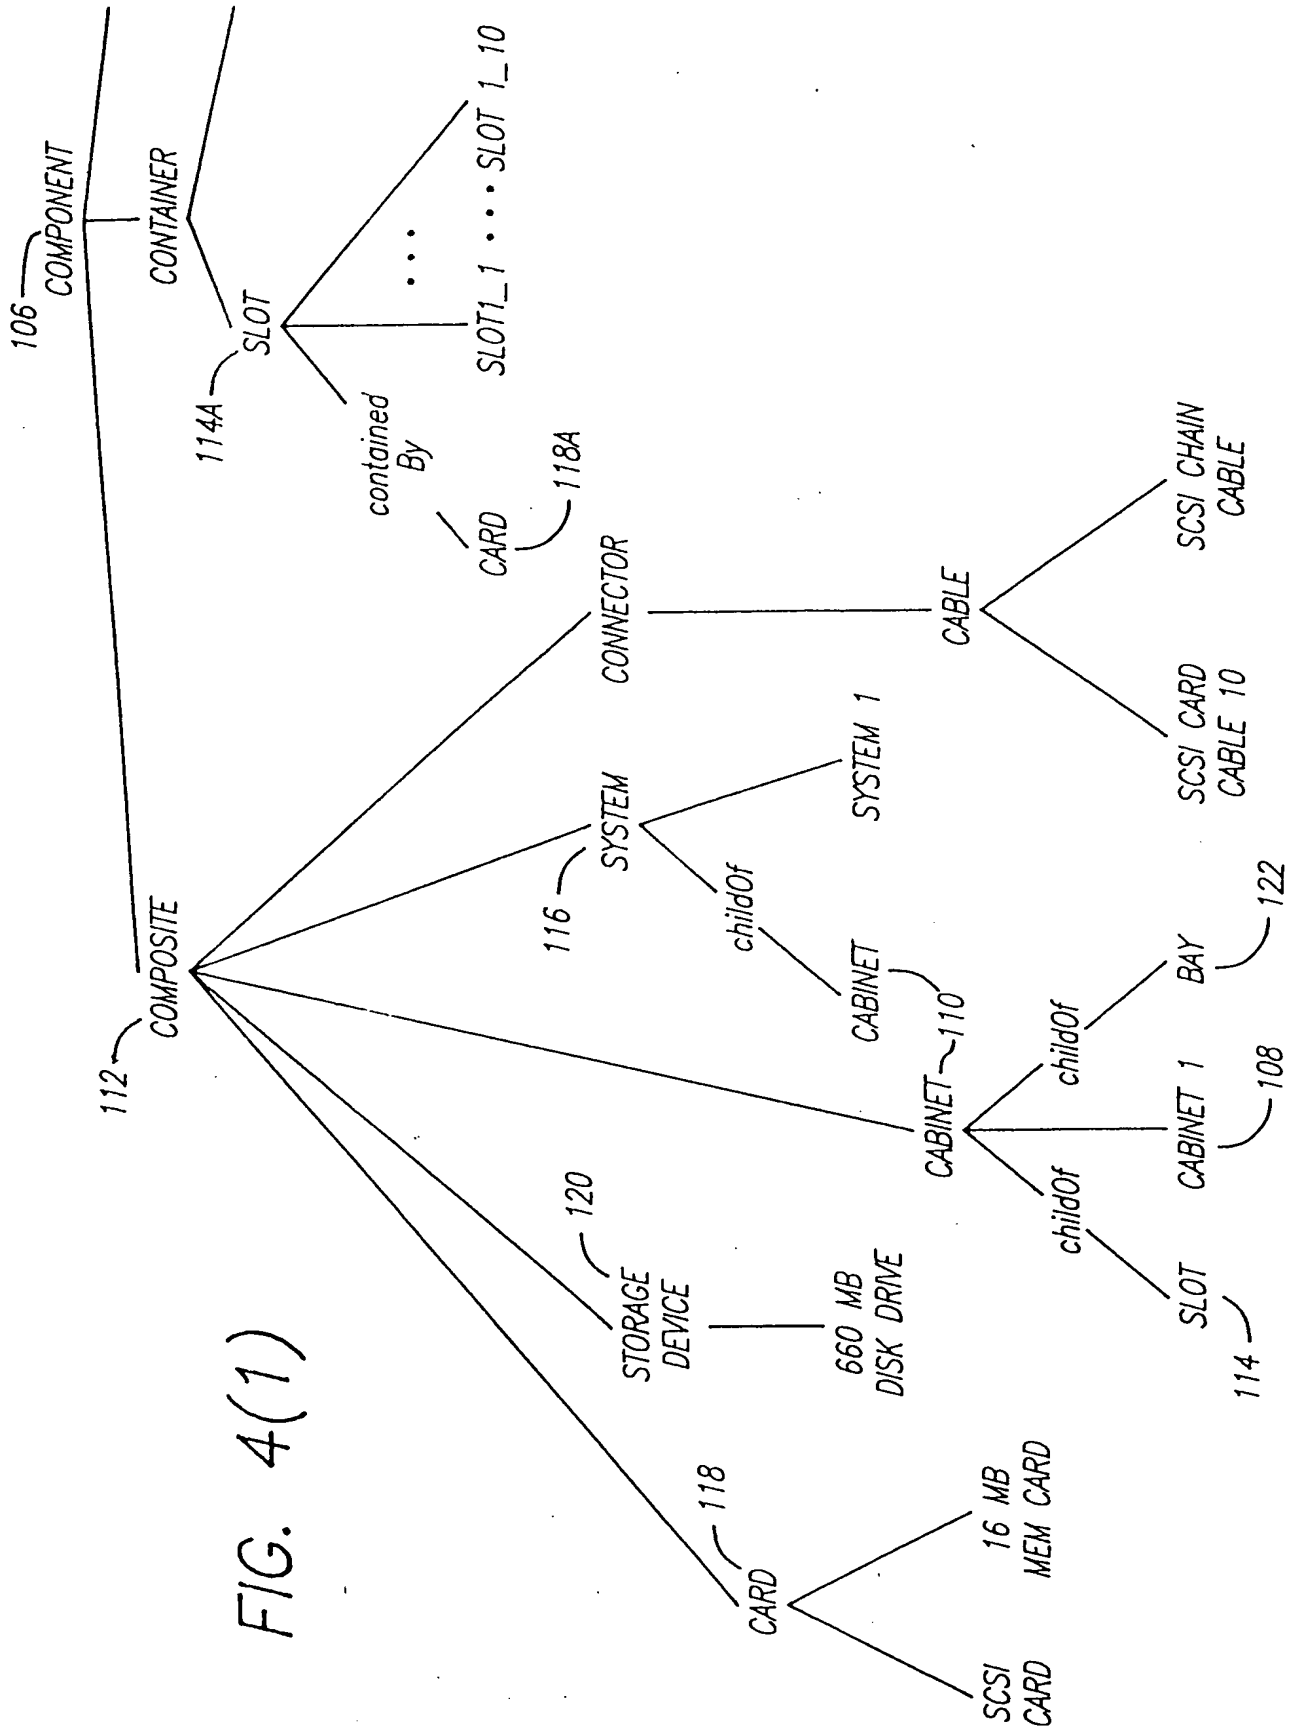 FIG. 4(1)
106
COMPONENT
CONTAINER
114A
SLOT
SLOT1_1 .... SLOT 1_10
...
contained
By
CARD
118A
112
COMPOSITE
CONNECTOR
CABLE
SCSI CARD
CABLE 10
SCSI CHAIN
CABLE
116
SYSTEM
SYSTEM 1
childOf
CABINET
110
CABINET
childOf
childOf
SLOT
114
CABINET 1
108
BAY
122
120
STORAGE
DEVICE
660 MB
DISK DRIVE
118
CARD
SCSI
CARD
16 MB
MEM CARD